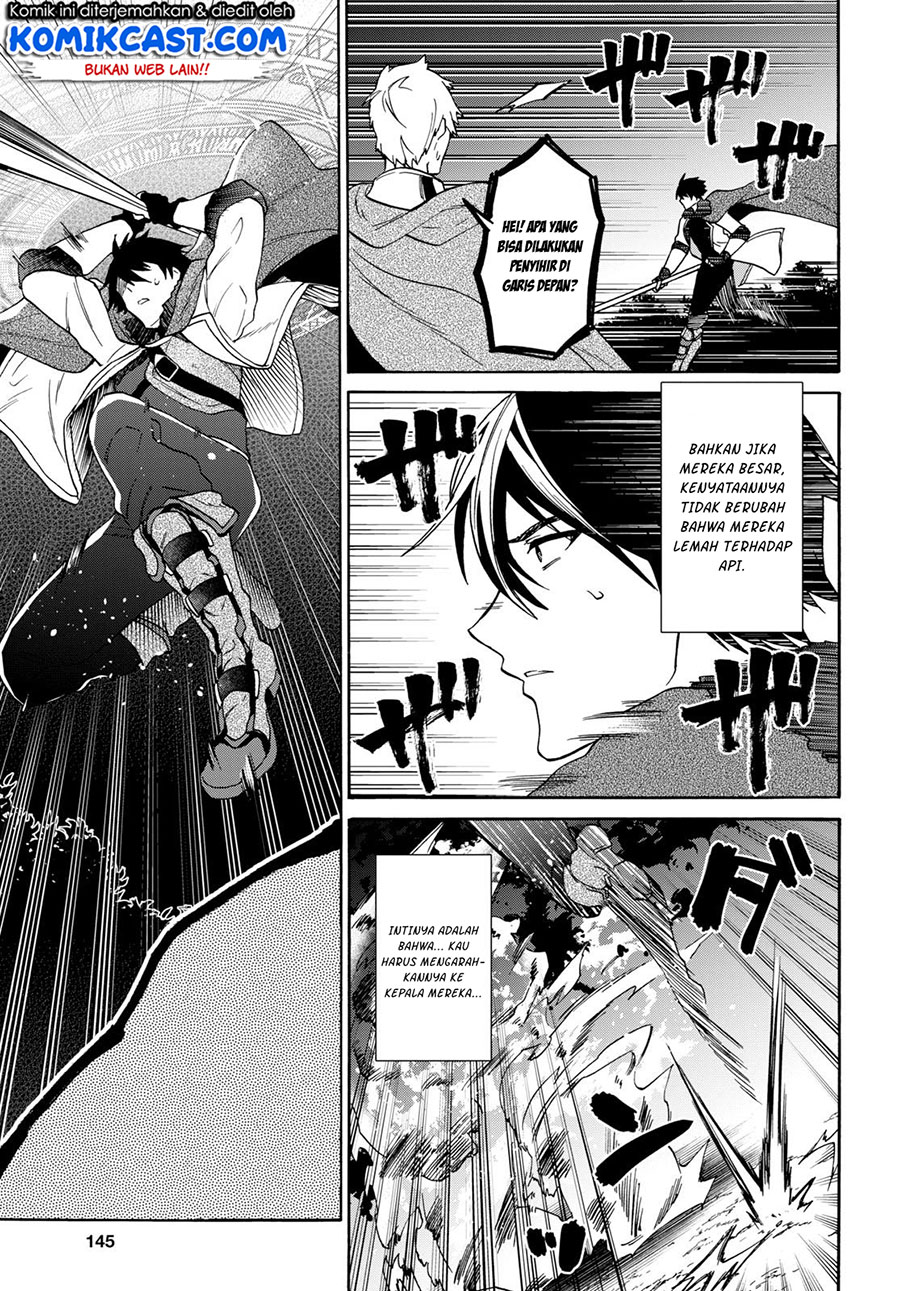 Komik ini diterjemahkan & diedit oleh
KOMIKCAST.COM
BUKAN WEB LAIN!!
ザザザ
HEI! APA YANG
BISA DILAKUKAN
PENYIHIR DI
GARIS DEPAN?
BAHKAN JIKA
MEREKA BESAR,
KENYATAANNYA
TIDAK BERUBAH
BAHWA MEREKA
LEMAH TERHADAP
API.
ザザ
ザザ
INTINYA ADALAH
BAHWA... KAU
HARUS MENGARAH-
KANNYA KE
KEPALA MEREKA...
ダンッ
145